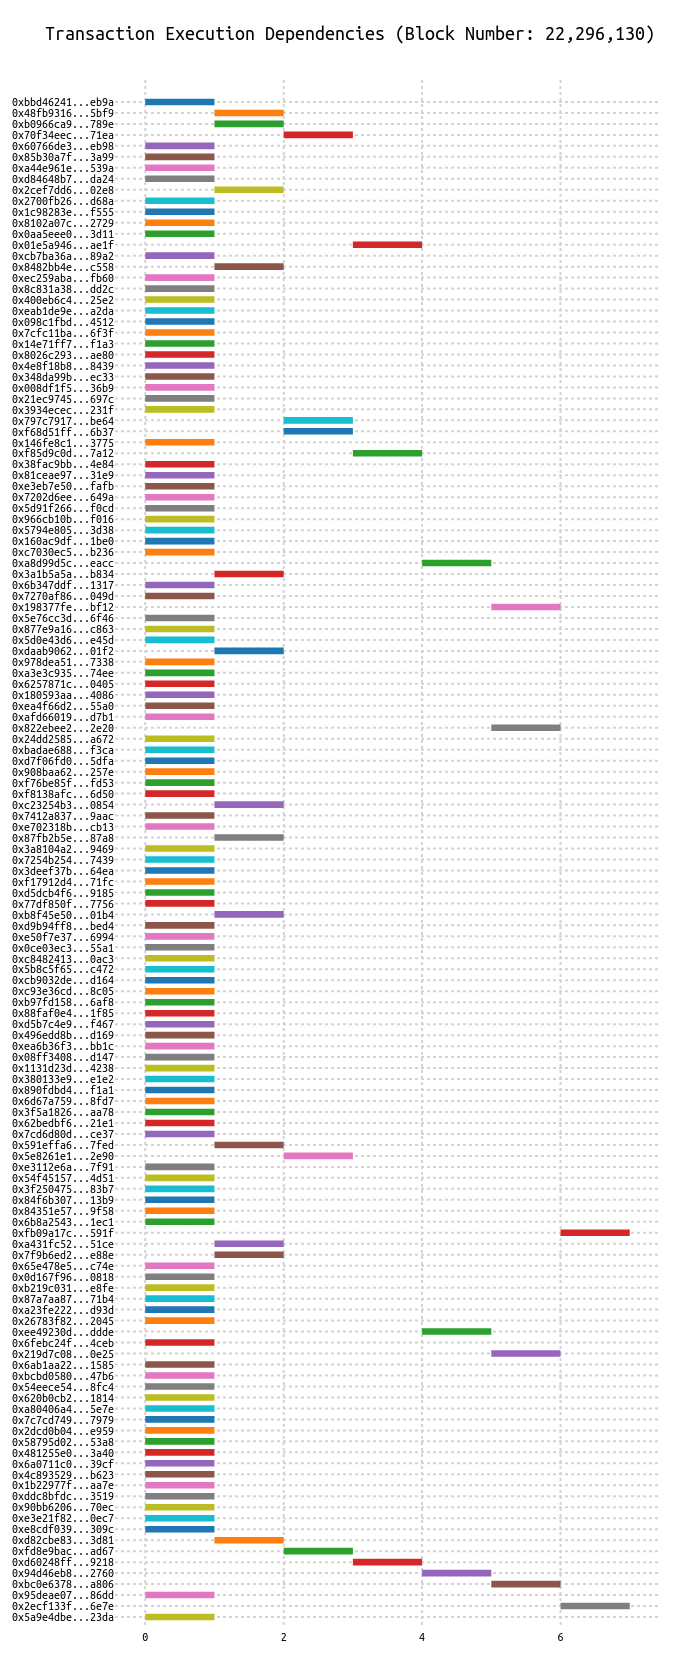 Transaction Execution Dependencies (Block Number: 22,296,130)
0xbbd46241...eb9a
0x48fb9316...5bf9
0xb0966ca9...789e
0x70f34eec...71ea
0x60766de3...eb98
0x85b30a7f...3a99
0xa44e961e...539a
0xd84648b7...da24
0x2cef7dd6...02e8
0x2700fb26...d68a
0x1c98283e...f555
0x8102a07c...2729
0x0aa5eee0...3d11
0x01e5a946...ae1f
0xcb7ba36a...89a2
0x8482bb4e...c558
0xec259aba...fb60
0x8c831a38...dd2c
0x400eb6c4...25e2
0xeab1de9e...a2da
0x098c1fbd...4512
0x7cfc11ba...6f3f
0x14e71ff7...f1a3
0x8026c293...ae80
0x4e8f18b8...8439
0x348da99b...ec33
0x008df1f5...36b9
0x21ec9745...697c
0x3934ecec...231f
0x797c7917...be64
0xf68d51ff...6b37
0x146fe8c1...3775
0xf85d9c0d...7a12
0x38fac9bb...4e84
0x81ceae97...31e9
0xe3eb7e50...fafb
0x7202d6ee...649a
0x5d91f266...f0cd
0x966cb10b...f016
0x5794e805...3d38
0x160ac9df...1be0
0xc7030ec5...b236
0xa8d99d5c...eacc
0x3a1b5a5a...b834
0x6b347ddf...1317
0x7270af86...049d
0x198377fe...bf12
0x5e76cc3d...6f46
0x877e9a16...c863
0x5d0e43d6...e45d
0xdaab9062...01f2
0x978dea51...7338
0xa3e3c935...74ee
0x6257871c...0405
0x180593aa...4086
0xea4f66d2...55a0
0xafd66019...d7b1
0x822ebee2...2e20
0x24dd2585...a672
0xbadae688...f3ca
0xd7f06fd0...5dfa
0x908baa62...257e
0xf76be85f...fd53
0xf8138afc...6d50
0xc23254b3...0854
0x7412a837...9aac
0xe702318b...cb13
0x87fb2b5e...87a8
0x3a8104a2...9469
0x7254b254...7439
0x3deef37b...64ea
0xf17912d4...71fc
0xd5dcb4f6...9185
0x77df850f...7756
0xb8f45e50...01b4
0xd9b94ff8...bed4
0xe50f7e37...6994
0x0ce03ec3...55a1
0xc8482413...0ac3
0x5b8c5f65...c472
0xcb9032de...d164
0xc93e36cd...8c05
0xb97fd158...6af8
0x88faf0e4...1f85
0xd5b7c4e9...f467
0x496edd8b...d169
0xea6b36f3...bb1c
0x08ff3408...d147
0x1131d23d...4238
0x380133e9...e1e2
0x890fdbd4...f1a1
0x6d67a759...8fd7
0x3f5a1826...aa78
0x62bedbf6...21e1
0x7cd6d80d...ce37
0x591effa6...7fed
0x5e8261e1...2e90
0xe3112e6a...7f91
0x54f45157...4d51
0x3f250475...83b7
0x84f6b307...13b9
0x84351e57...9f58
0x6b8a2543...1ec1
0xfb09a17c...591f
0xa431fc52...51ce
0x7f9b6ed2...e88e
0x65e478e5...c74e
0x0d167f96...0818
0xb219c031...e8fe
0x87a7aa87...71b4
0xa23fe222...d93d
0x26783f82...2045
0xee49230d...ddde
0x6febc24f...4ceb
0x219d7c08...0e25
0x6ab1aa22...1585
0xbcbd0580...47b6
0x54eece54...8fc4
0x620b0cb2...1814
0xa80406a4...5e7e
0x7c7cd749...7979
0x2dcd0b04...e959
0x58795d02...53a8
0x481255e0...3a40
0x6a0711c0...39cf
0x4c893529...b623
0x1b22977f...aa7e
0xddc8bfdc...3519
0x90bb6206...70ec
0xe3e21f82...0ec7
0xe8cdf039...309c
0xd82cbe83...3d81
0xfd8e9bac...ad67
0xd60248ff...9218
0x94d46eb8...2760
0xbc0e6378...a806
0x95deae07...86dd
0x2ecf133f...6e7e
0x5a9e4dbe...23da
0 2 4 6